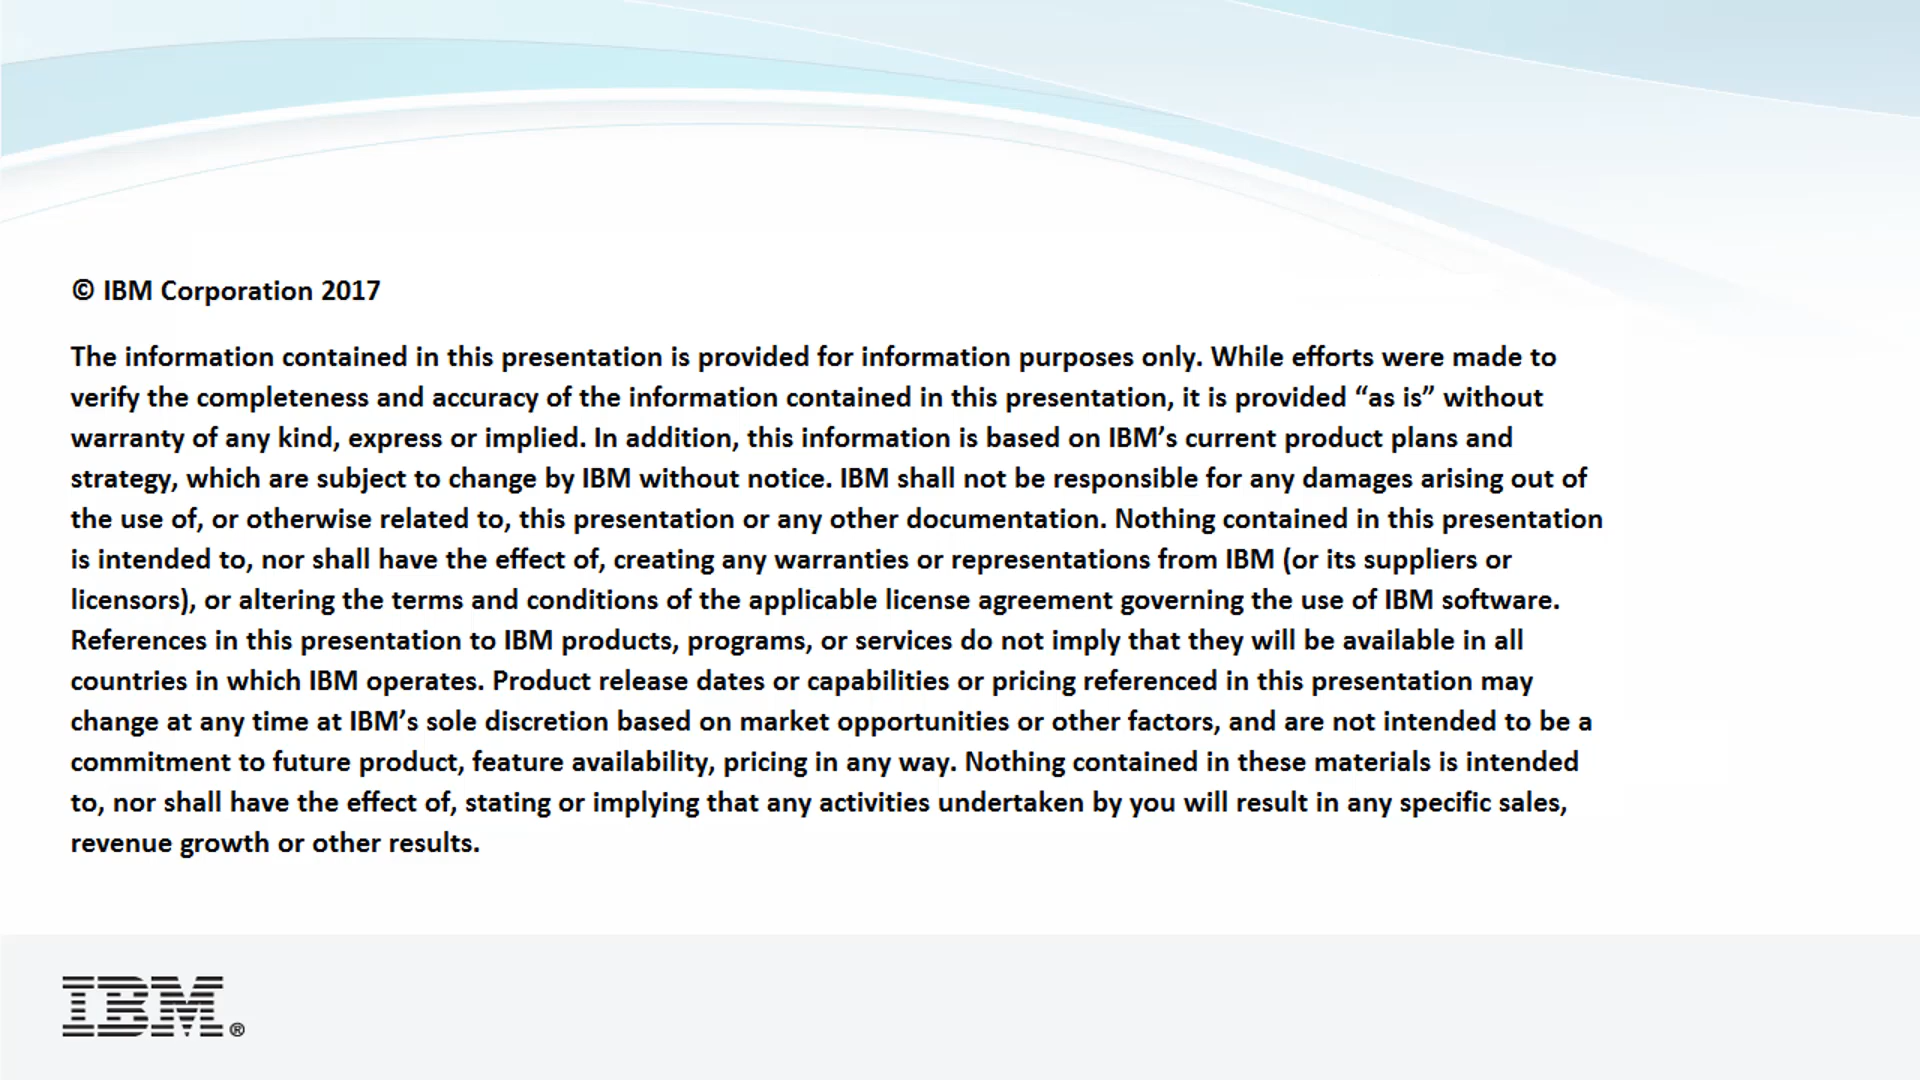 © IBM Corporation 2017
The information contained in this presentation is provided for information purposes only. While efforts were made to
verify the completeness and accuracy of the information contained in this presentation, it is provided “as is” without
warranty of any kind, express or implied. In addition, this information is based on IBM’s current product plans and
strategy, which are subject to change by IBM without notice. IBM shall not be responsible for any damages arising out of
the use of, or otherwise related to, this presentation or any other documentation. Nothing contained in this presentation
is intended to, nor shall have the effect of, creating any warranties or representations from IBM (or its suppliers or
licensors), or altering the terms and conditions of the applicable license agreement governing the use of IBM software.
References in this presentation to IBM products, programs, or services do not imply that they will be available in all
countries in which IBM operates. Product release dates or capabilities or pricing referenced in this presentation may
change at any time at IBM’s sole discretion based on market opportunities or other factors, and are not intended to be a
commitment to future product, feature availability, pricing in any way. Nothing contained in these materials is intended
to, nor shall have the effect of, stating or implying that any activities undertaken by you will result in any specific sales,
revenue growth or other results.
IBM®